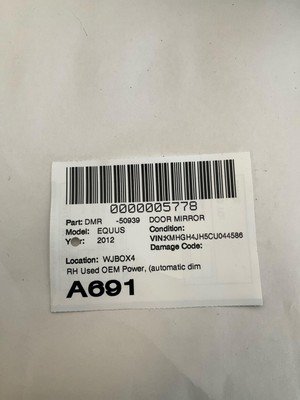 0000005778
Part: DMR -50939 DOOR MIRROR
Model: EQUUS Condition:
Year: 2012 VIN:KMHGH4JH5CU044586
Damage Code:
Location: WJBOX4
RH Used OEM Power, (automatic dim
A691